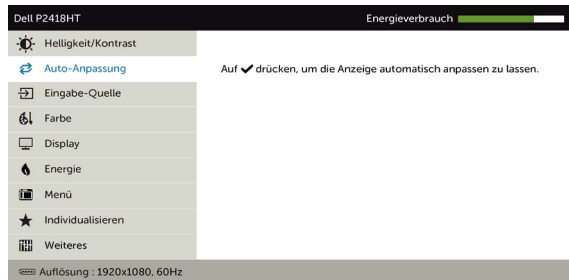 Dell P2418HT
Energieverbrauch
Helligkeit/Kontrast
Auto-Anpassung
Auf ✔ drücken, um die Anzeige automatisch anpassen zu lassen.
Eingabe-Quelle
Farbe
Display
Energie
Menü
Individualisieren
Weiteres
Auflösung : 1920x1080, 60Hz